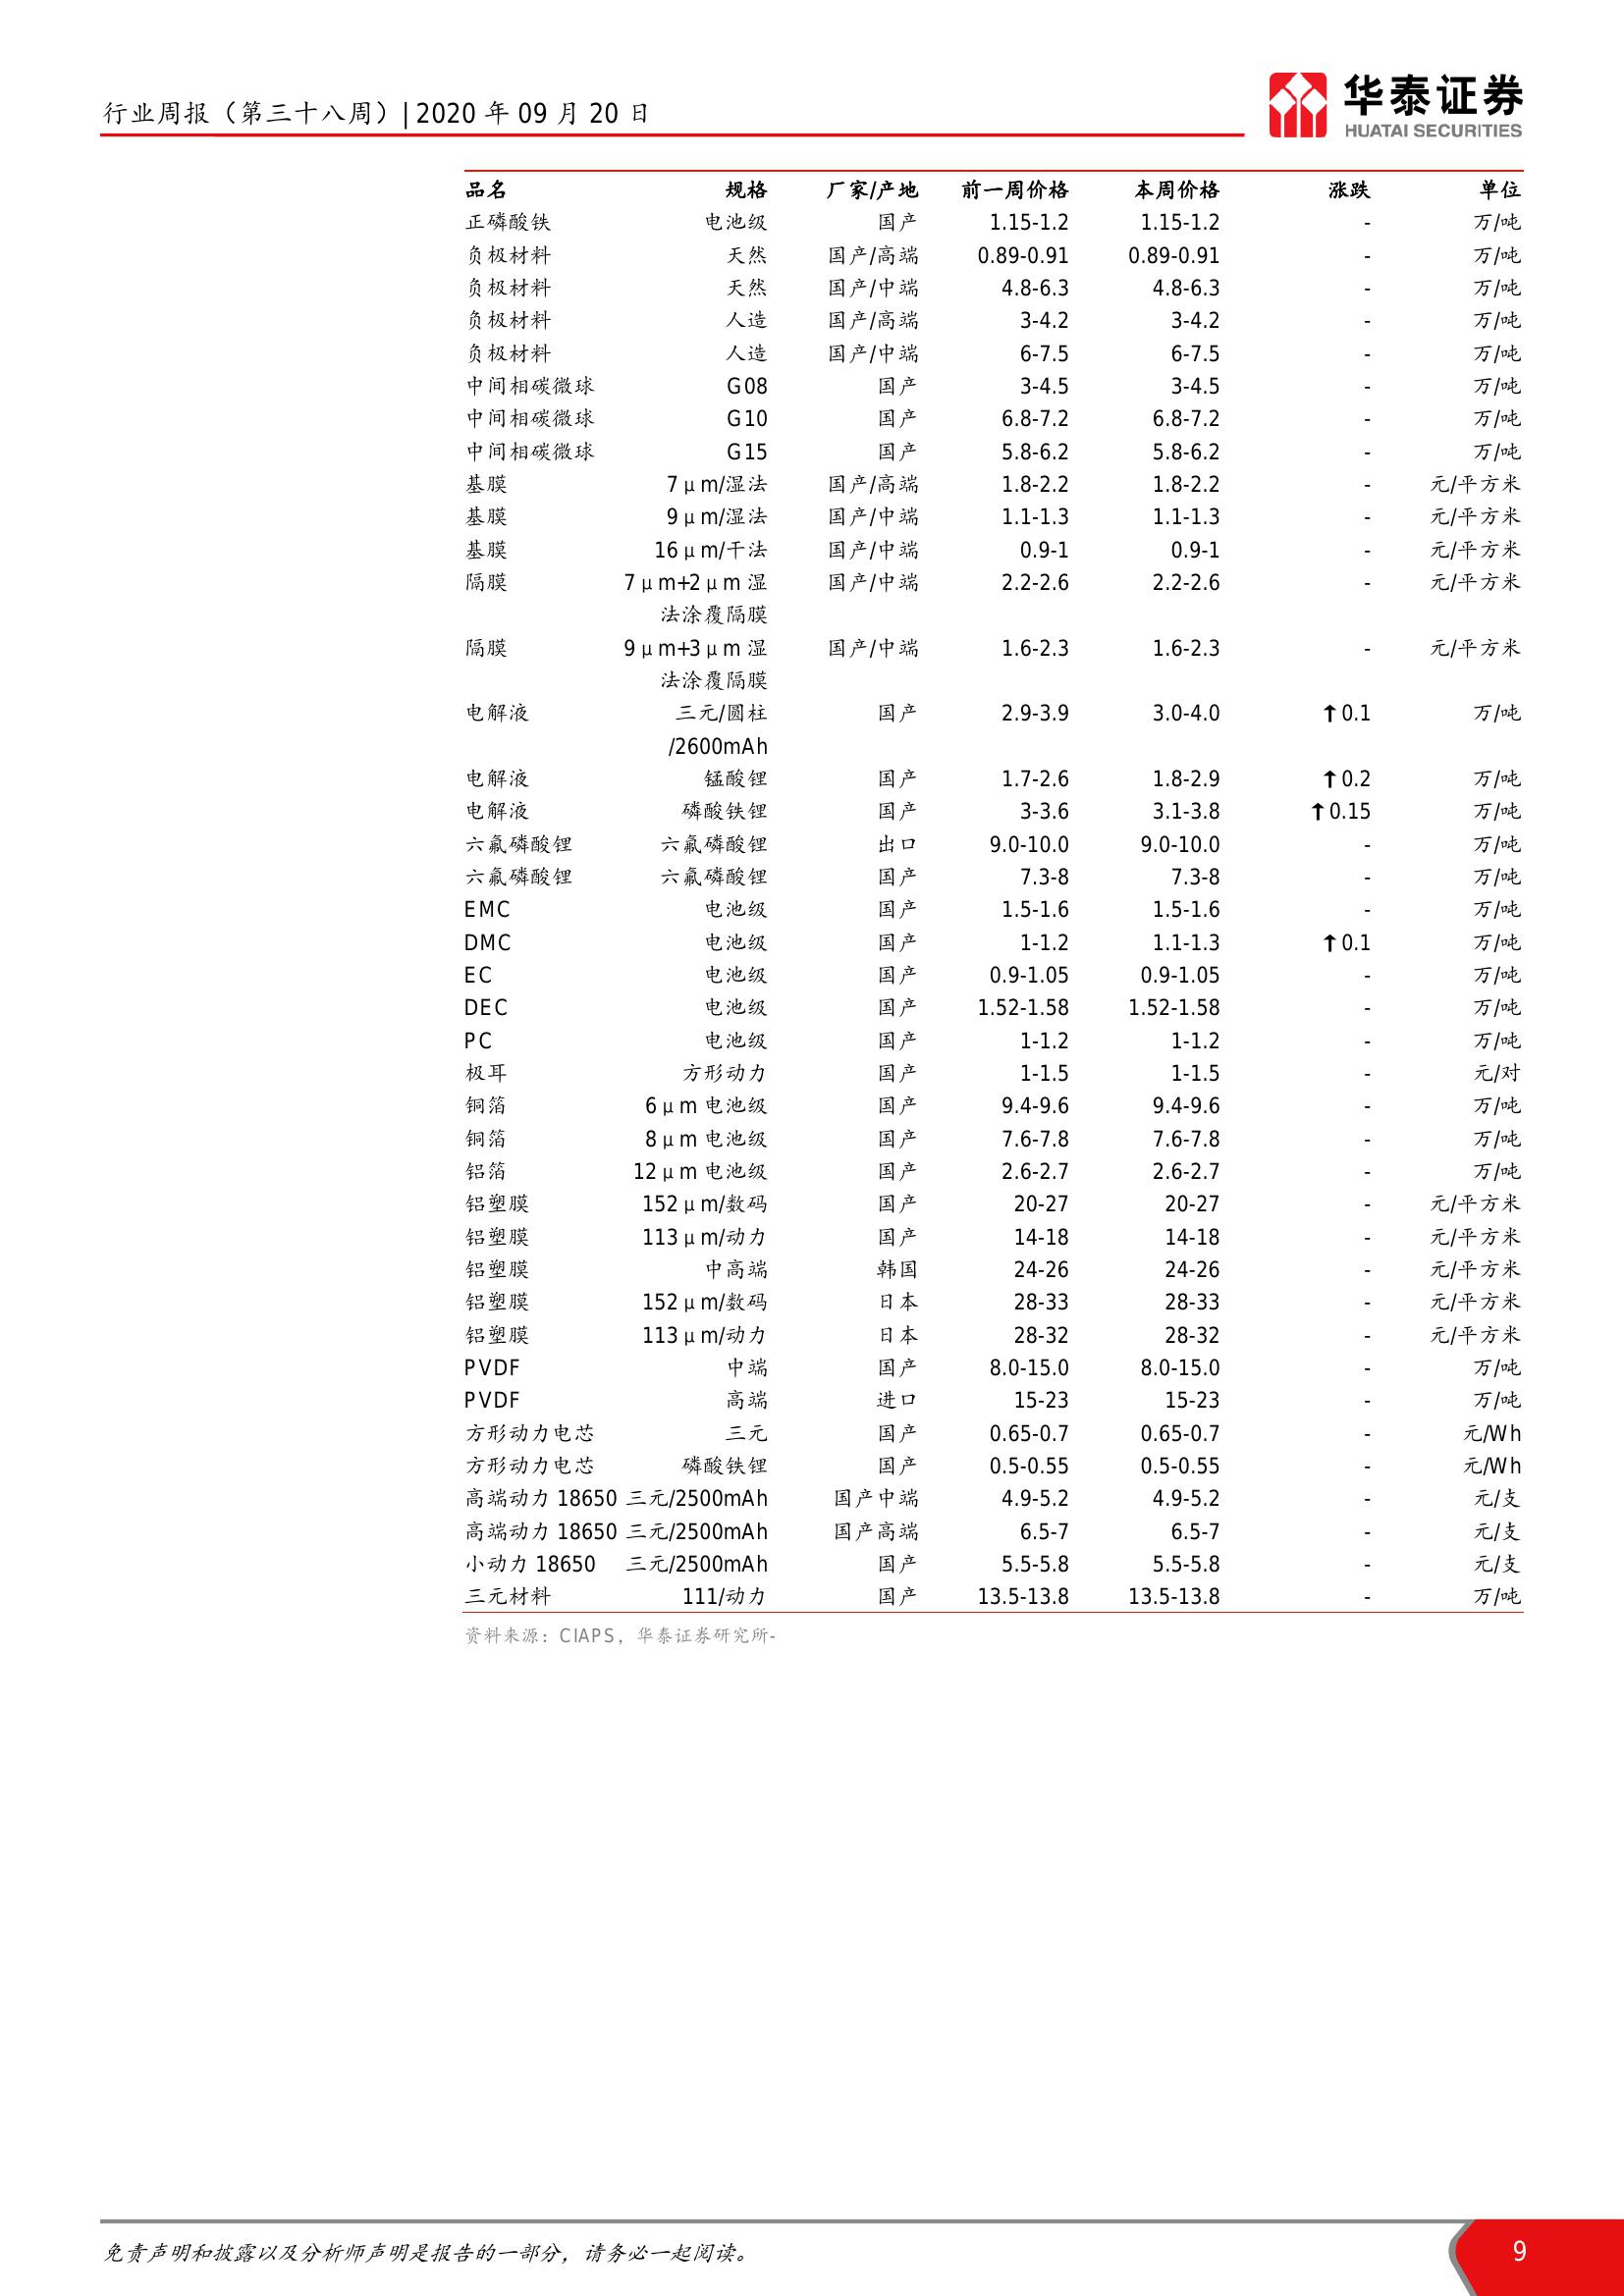 行业周报（第三十八周）|2020 年 09 月 20 日
华泰证券
HUATAI SECURITIES
品名 规格 厂家/产地 前一周价格 本周价格 涨跌 单位
正磷酸铁 电池级 国产 1.15-1.2 1.15-1.2 - 万/吨
负极材料 天然 国产/高端 0.89-0.91 0.89-0.91 - 万/吨
负极材料 天然 国产/中端 4.8-6.3 4.8-6.3 - 万/吨
负极材料 人造 国产/高端 3-4.2 3-4.2 - 万/吨
负极材料 人造 国产/中端 6-7.5 6-7.5 - 万/吨
中间相碳微球 G08 国产 3-4.5 3-4.5 - 万/吨
中间相碳微球 G10 国产 6.8-7.2 6.8-7.2 - 万/吨
中间相碳微球 G15 国产 5.8-6.2 5.8-6.2 - 万/吨
基膜 7μm/湿法 国产/高端 1.8-2.2 1.8-2.2 - 元/平方米
基膜 9μm/湿法 国产/中端 1.1-1.3 1.1-1.3 - 元/平方米
基膜 16μm/干法 国产/中端 0.9-1 0.9-1 - 元/平方米
隔膜 7μm+2μm 湿 国产/中端 2.2-2.6 2.2-2.6 - 元/平方米
法涂覆隔膜
隔膜 9μm+3μm 湿 国产/中端 1.6-2.3 1.6-2.3 - 元/平方米
法涂覆隔膜
电解液 三元/圆柱 国产 2.9-3.9 3.0-4.0 ↑0.1 万/吨
/2600mAh
电解液 锰酸锂 国产 1.7-2.6 1.8-2.9 ↑0.2 万/吨
电解液 磷酸铁锂 国产 3-3.6 3.1-3.8 ↑0.15 万/吨
六氟磷酸锂 六氟磷酸锂 出口 9.0-10.0 9.0-10.0 - 万/吨
六氟磷酸锂 六氟磷酸锂 国产 7.3-8 7.3-8 - 万/吨
EMC 电池级 国产 1.5-1.6 1.5-1.6 - 万/吨
DMC 电池级 国产 1-1.2 1.1-1.3 ↑0.1 万/吨
EC 电池级 国产 0.9-1.05 0.9-1.05 - 万/吨
DEC 电池级 国产 1.52-1.58 1.52-1.58 - 万/吨
PC 电池级 国产 1-1.2 1-1.2 - 万/吨
极耳 方形动力 国产 1-1.5 1-1.5 - 元/对
铜箔 6μm 电池级 国产 9.4-9.6 9.4-9.6 - 万/吨
铜箔 8μm 电池级 国产 7.6-7.8 7.6-7.8 - 万/吨
铝箔 12μm 电池级 国产 2.6-2.7 2.6-2.7 - 万/吨
铝塑膜 152μm/数码 国产 20-27 20-27 - 元/平方米
铝塑膜 113μm/动力 国产 14-18 14-18 - 元/平方米
铝塑膜 中高端 韩国 24-26 24-26 - 元/平方米
铝塑膜 152μm/数码 日本 28-33 28-33 - 元/平方米
铝塑膜 113μm/动力 日本 28-32 28-32 - 元/平方米
PVDF 中端 国产 8.0-15.0 8.0-15.0 - 万/吨
PVDF 高端 进口 15-23 15-23 - 万/吨
方形动力电芯 三元 国产 0.65-0.7 0.65-0.7 - 元/Wh
方形动力电芯 磷酸铁锂 国产 0.5-0.55 0.5-0.55 - 元/Wh
高端动力 18650 三元/2500mAh 国产中端 4.9-5.2 4.9-5.2 - 元/支
高端动力 18650 三元/2500mAh 国产高端 6.5-7 6.5-7 - 元/支
小动力 18650 三元/2500mAh 国产 5.5-5.8 5.5-5.8 - 元/支
三元材料 111/动力 国产 13.5-13.8 13.5-13.8 - 万/吨
资料来源：CIAPS，华泰证券研究所-
免责声明和披露以及分析师声明是报告的一部分，请务必一起阅读。 9